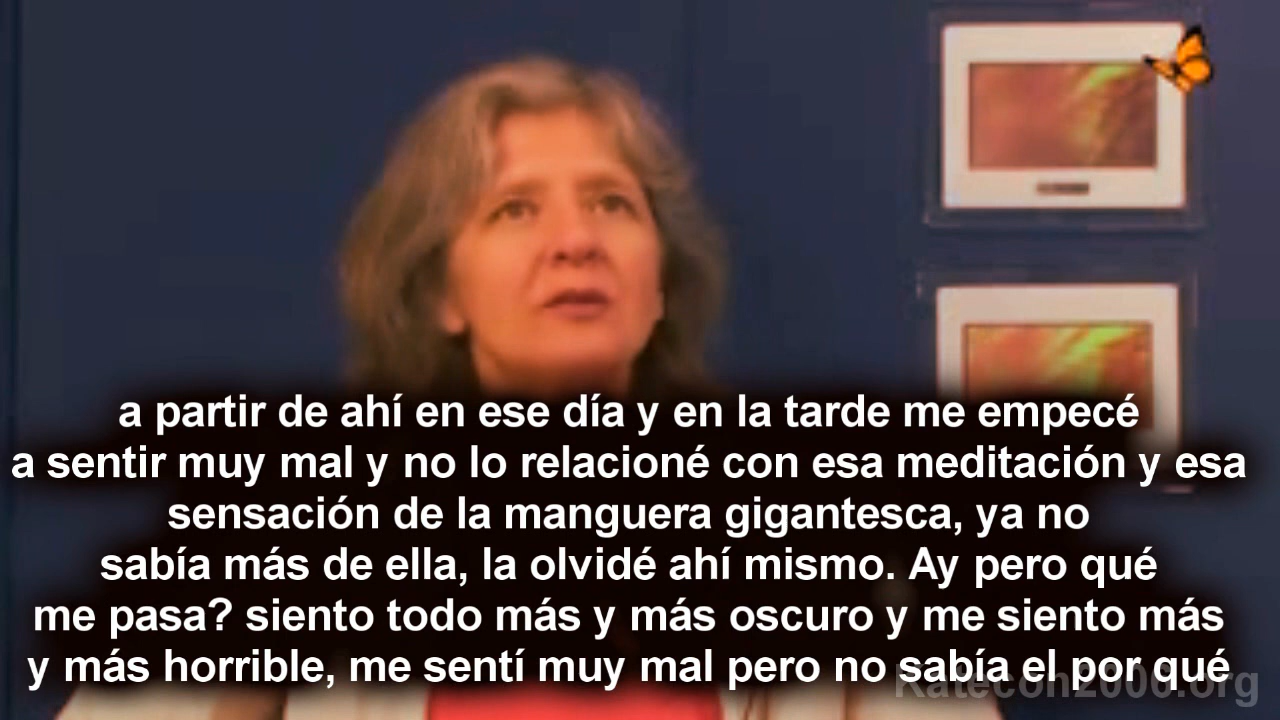 a partir de ahí en ese día y en la tarde me empecé
a sentir muy mal y no lo relacioné con esa meditación y esa
sensación de la manguera gigantesca, ya no
sabía más de ella, la olvidé ahí mismo. Ay pero qué
me pasa? siento todo más y más oscuro y me siento más
y más horrible, me sentí muy mal pero no sabía el por qué
Katecon2006.org